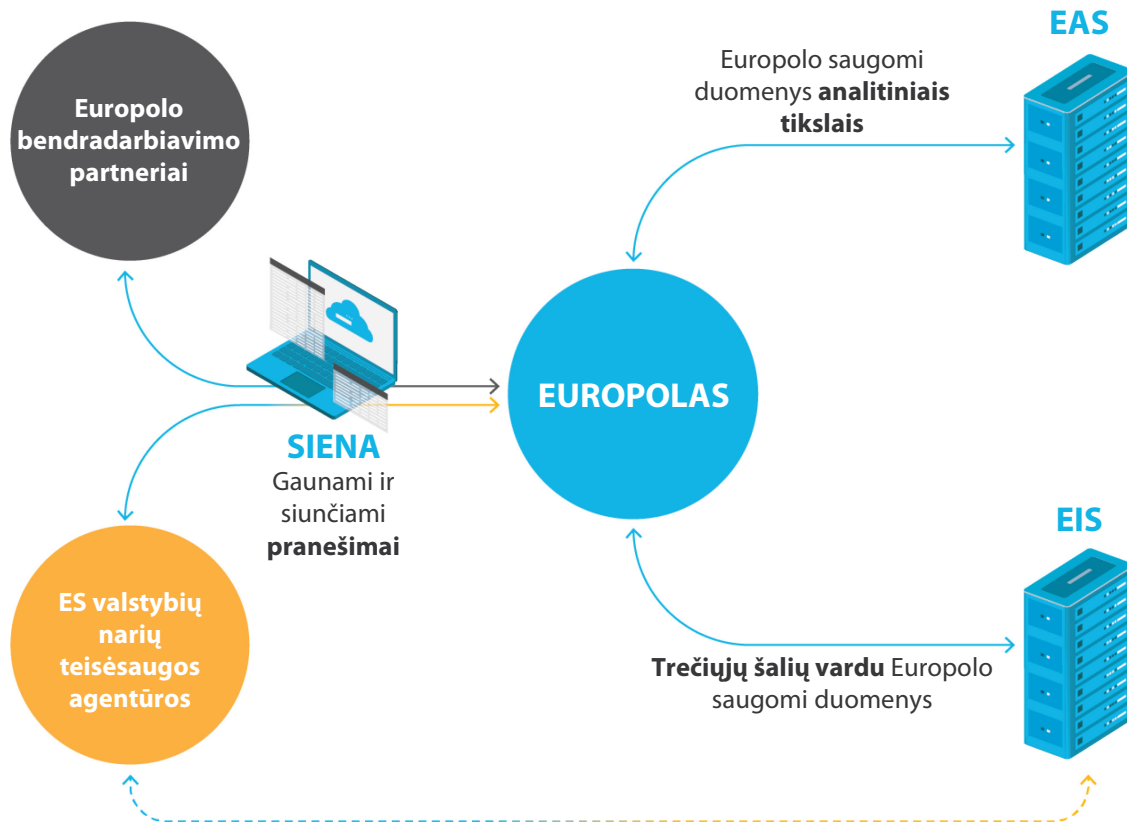 EAS
Europolo saugomi
duomenys analitiniais
tikslais
Europolo
bendradarbiavimo
partneriai
EUROPOLAS
SIENA
Gaunami ir
siunčiami
pranešimai
EIS
ES valstybių
narių
teisėsaugos
agentūros
Trečiųjų šalių vardu Europolo
saugomi duomenys